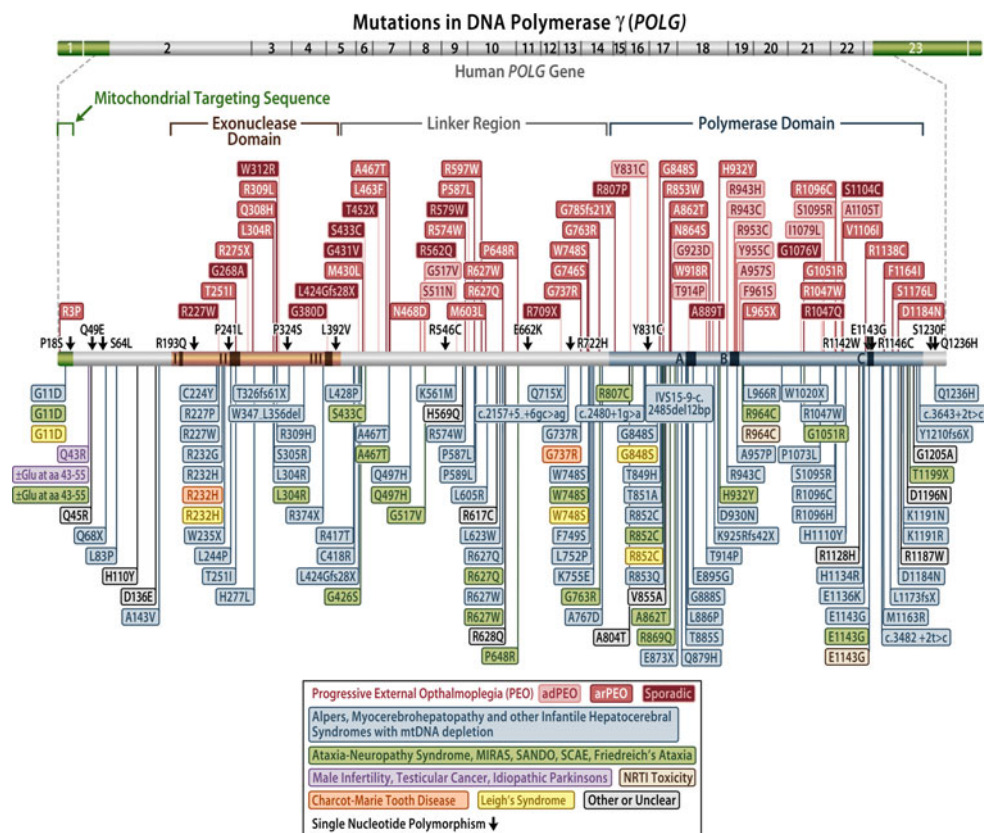 Mutations in DNA Polymerase γ (POLG)
1 2 3 4 5 6 7 8 9 10 11 12 13 14 15 16 17 18 19 20 21 22 23
Human POLG Gene
Mitochondrial Targeting Sequence
Exonuclease Domain
Linker Region
Polymerase Domain
W312R
R309L
Q308H
L304R
R275X
G268A
T251I
R227W
R3P
A467T
L463F
T452X
S433C
G431V
M430L
L424Gfs28X
G380D
N468D
R597W
P587L
R579W
R574W
R562Q
G517V
S511N
P648R
R627W
R627Q
M603L
R709X
G785fs21X
G763R
W748S
G746S
G737R
Y831C
R807P
G848S
R853W
A862T
N864S
G923D
W918R
T914P
A889T
H932Y
R943H
R943C
R953C
Y955C
A957S
F961S
L965X
R1096C
S1095R
I1079L
G1076V
G1051R
R1047W
R1047Q
S1104C
A1105T
V1106I
R1138C
F1164I
S1176L
D1184N
P18S
Q49E
S64L
R193Q
P241L
P324S
L392V
R546C
E662K
R722H
Y831C
R1142W
E1143G
R1146C
S1230F
Q1236H
I II III A B C
G11D
G11D
G11D
Q43R
±Glu at aa 43-55
±Glu at aa 43-55
Q45R
Q68X
L83P
H110Y
D136E
A143V
C224Y
R227P
R227W
R232G
R232H
R232H
R232H
W235X
L244P
T251I
H277L
T326fs61X
W347_L356del
R309H
S305R
L304R
L304R
R374X
R417T
C418R
L424Gfs28X
G426S
L428P
S433C
A467T
A467T
Q497H
Q497H
G517V
K561M
H569Q
R574W
P587L
P589L
L605R
R617C
L623W
R627Q
R627Q
R627W
R627W
R628Q
P648R
Q715X
c.2157+5_+6gc>ag
G737R
G737R
W748S
W748S
W748S
F749S
L752P
K755E
G763R
A767D
A804T
R807C
c.2480+1g>a
G848S
G848S
T849H
T851A
R852C
R852C
R852C
R853Q
V855A
A862T
R869Q
E873X
IVS15-9-c.
2485del12bp
Q879H
T885S
L886P
G888S
E895G
T914P
K925Rfs42X
D930N
H932Y
R943C
A957P
R964C
R964C
L966R
W1020X
R1047W
G1051R
P1073L
S1095R
R1096C
R1096H
H1110Y
R1128H
H1134R
E1136K
E1143G
E1143G
E1143G
Q1236H
c.3643+2t>c
Y1210fs6X
G1205A
T1199X
D1196N
K1191N
K1191R
R1187W
D1184N
L1173fsX
M1163R
c.3482 +2t>c
Progressive External Opthalmoplegia (PEO) adPEO arPEO Sporadic
Alpers, Myocerebrohepatopathy and other Infantile Hepatocerebral
Syndromes with mtDNA depletion
Ataxia-Neuropathy Syndrome, MIRAS, SANDO, SCAE, Friedreich's Ataxia
Male Infertility, Testicular Cancer, Idiopathic Parkinsons NRTI Toxicity
Charcot-Marie Tooth Disease Leigh's Syndrome Other or Unclear
Single Nucleotide Polymorphism